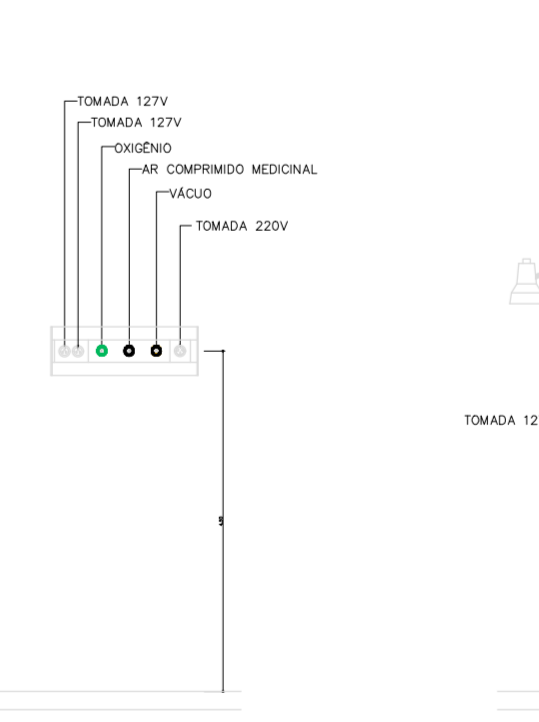 TOMADA 127V
TOMADA 127V
OXIGÊNIO
AR COMPRIMIDO MEDICINAL
VÁCUO
TOMADA 220V
TOMADA 12